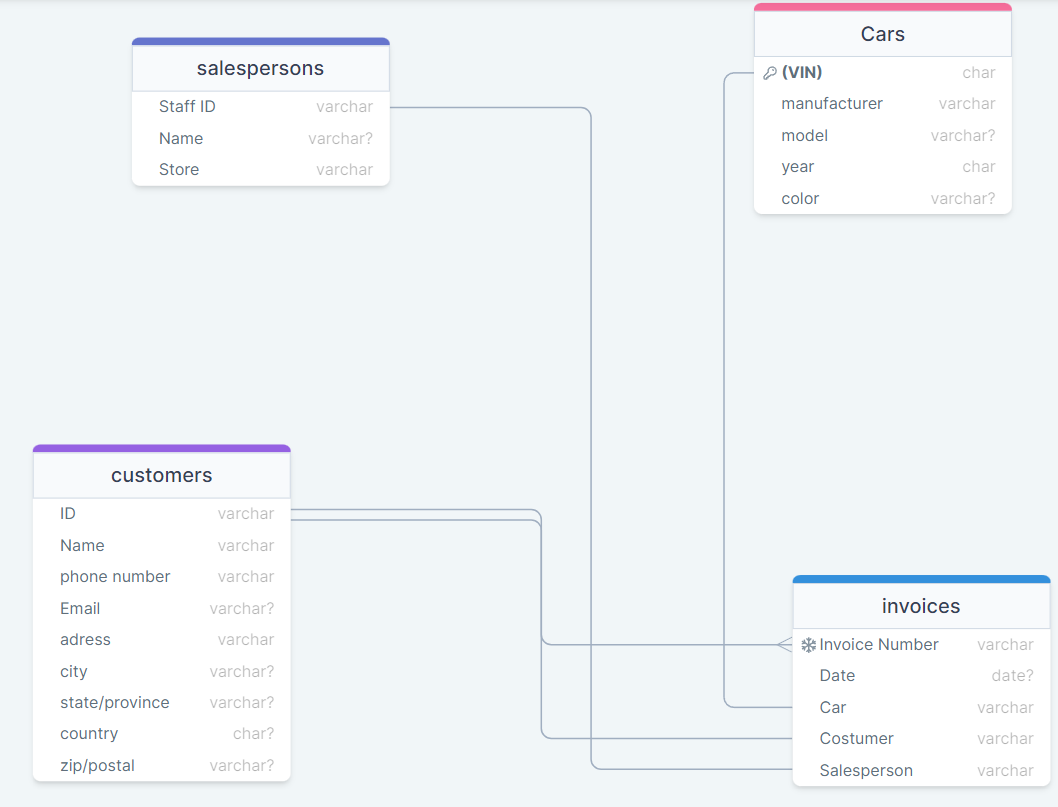 salespersons
Staff ID varchar
Name varchar?
Store varchar
Cars
(VIN) char
manufacturer varchar
model varchar?
year char
color varchar?
customers
ID varchar
Name varchar
phone number varchar
Email varchar?
adress varchar
city varchar?
state/province varchar?
country char?
zip/postal varchar?
invoices
Invoice Number varchar
Date date?
Car varchar
Costumer varchar
Salesperson varchar